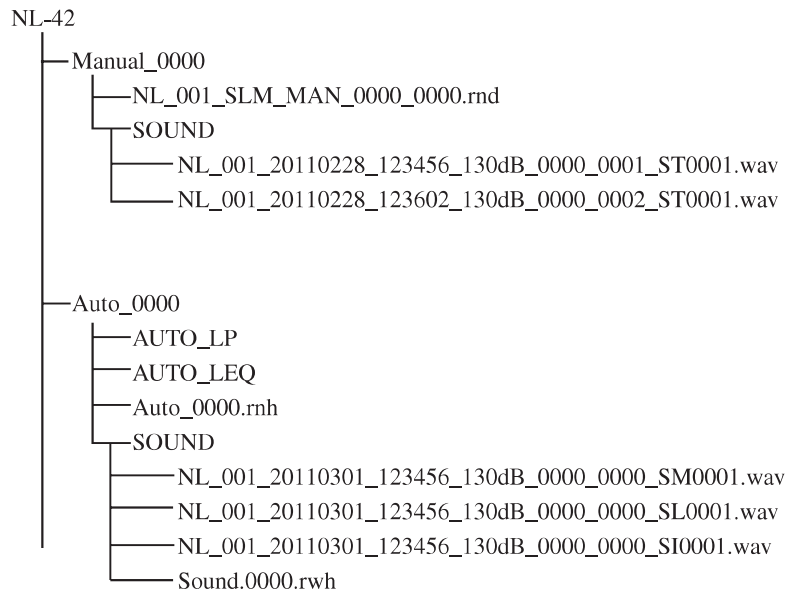 NL-42
Manual_0000
NL_001_SLM_MAN_0000_0000.rnd
SOUND
NL_001_20110228_123456_130dB_0000_0001_ST0001.wav
NL_001_20110228_123602_130dB_0000_0002_ST0001.wav
Auto_0000
AUTO_LP
AUTO_LEQ
Auto_0000.rnh
SOUND
NL_001_20110301_123456_130dB_0000_0000_SM0001.wav
NL_001_20110301_123456_130dB_0000_0000_SL0001.wav
NL_001_20110301_123456_130dB_0000_0000_SI0001.wav
Sound.0000.rwh